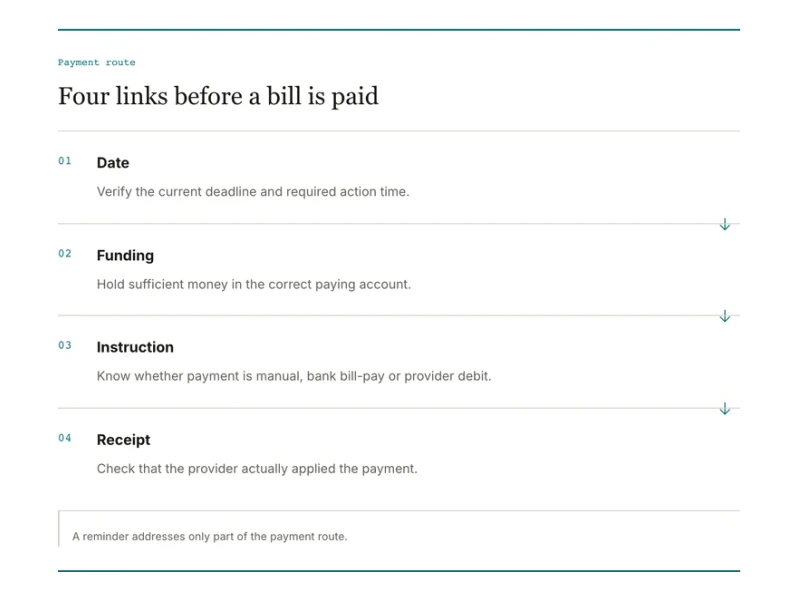 Payment route
Four links before a bill is paid
01
Date
Verify the current deadline and required action time.
02
Funding
Hold sufficient money in the correct paying account.
03
Instruction
Know whether payment is manual, bank bill-pay or provider debit.
04
Receipt
Check that the provider actually applied the payment.
A reminder addresses only part of the payment route.